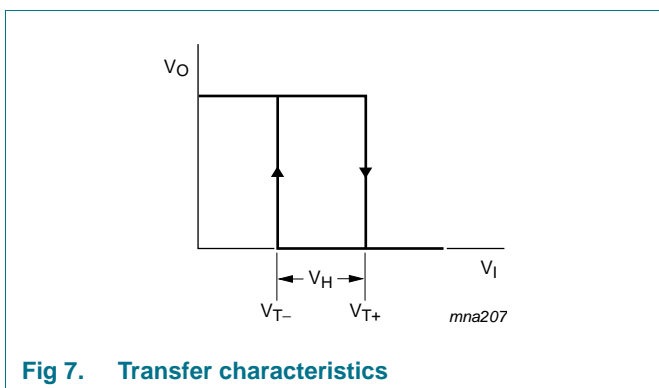 VO
VH
VI
VT− VT+
mna207
Fig 7. Transfer characteristics